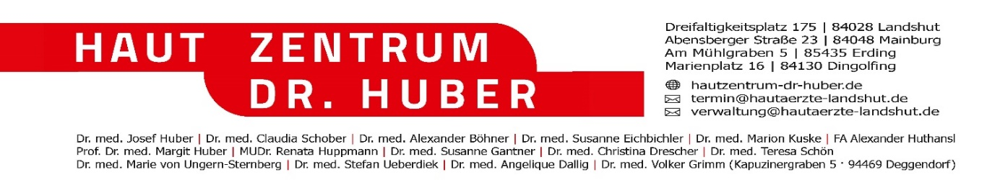 HAUT ZENTRUM
DR. HUBER
Dreifaltigkeitsplatz 175 | 84028 Landshut
Abensberger Straße 23 | 84048 Mainburg
Am Mühlgraben 5 | 85435 Erding
Marienplatz 16 | 84130 Dingolfing
hautzentrum-dr-huber.de
termin@hautaerzte-landshut.de
verwaltung@hautaerzte-landshut.de
Dr. med. Josef Huber | Dr. med. Claudia Schober | Dr. med. Alexander Böhner | Dr. med. Susanne Eichbichler | Dr. med. Marion Kuske | FA Alexander Huthansl
Prof. Dr. med. Margit Huber | MUDr. Renata Huppmann | Dr. med. Susanne Gantner | Dr. med. Christina Drescher | Dr. med. Teresa Schön
Dr. med. Marie von Ungern-Sternberg | Dr. med. Stefan Ueberdiek | Dr. med. Angelique Dallig | Dr. med. Volker Grimm (Kapuzinergraben 5 · 94469 Deggendorf)